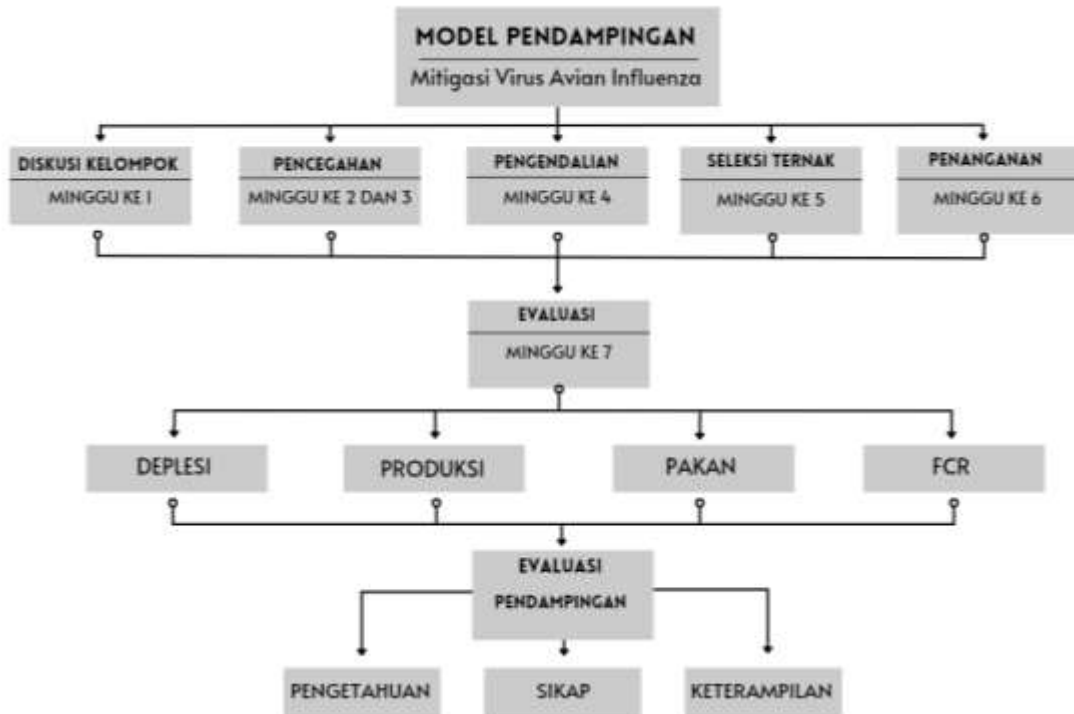 MODEL PENDAMPINGAN
Mitigasi Virus Avian Influenza
DISKUSI KELOMPOK
MINGGU KE 1
PENCEGAHAN
MINGGU KE 2 DAN 3
PENGENDALIAN
MINGGU KE 4
SELEKSI TERNAK
MINGGU KE 5
PENANGANAN
MINGGU KE 6
EVALUASI
MINGGU KE 7
DEPLESI
PRODUKSI
PAKAN
FCR
EVALUASI
PENDAMPINGAN
PENGETAHUAN
SIKAP
KETERAMPILAN